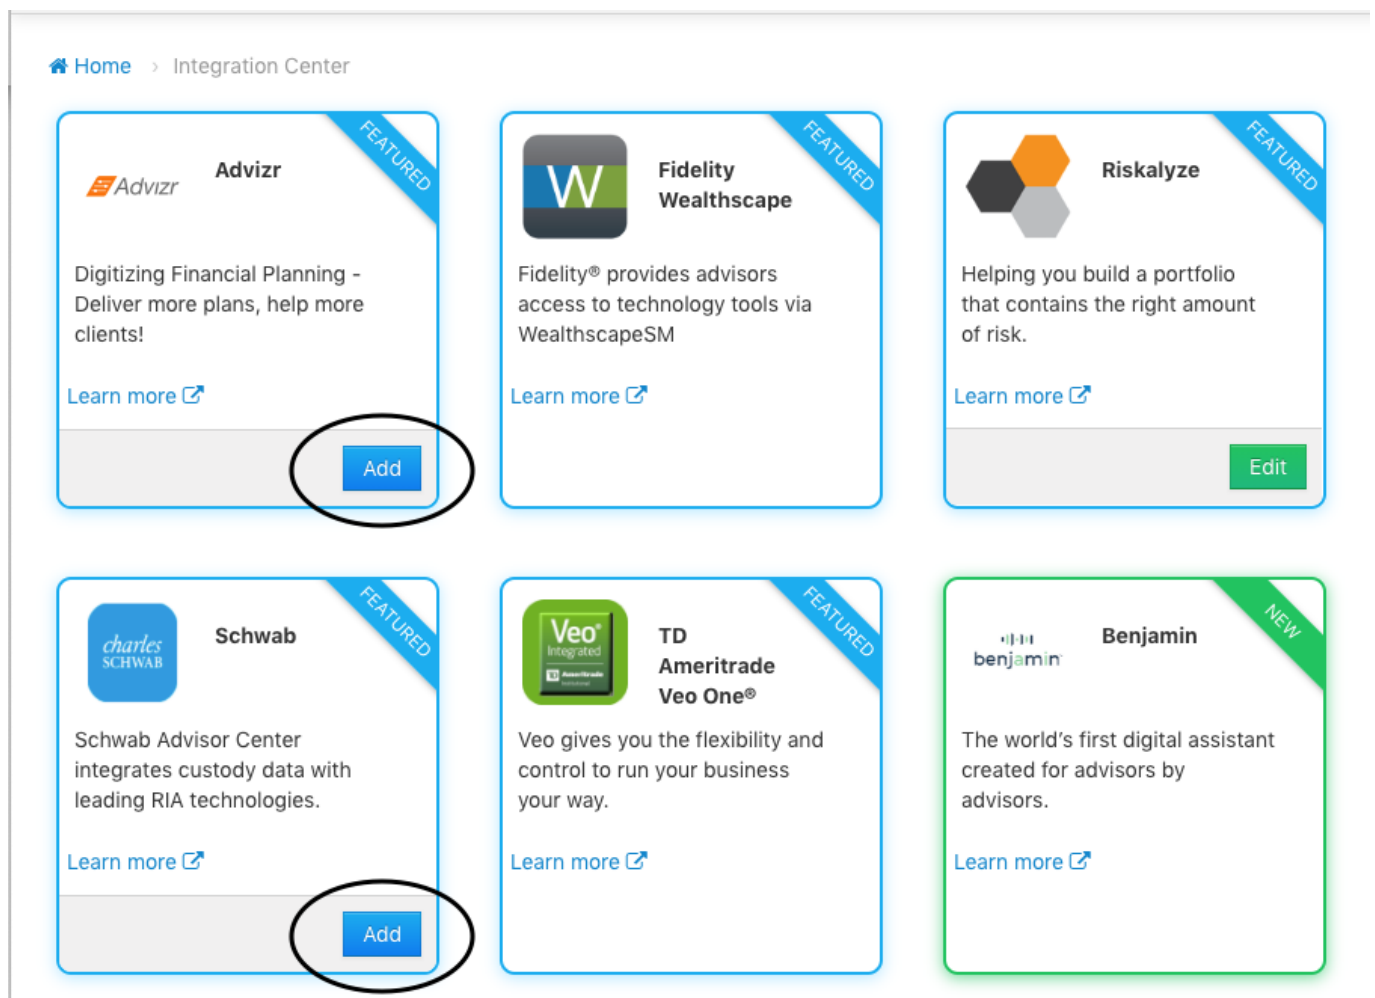 Home › Integration Center
FEATURED
Advizr
Advizr
Digitizing Financial Planning -
Deliver more plans, help more
clients!
Learn more
Add
FEATURED
W
Fidelity
Wealthscape
Fidelity® provides advisors
access to technology tools via
WealthscapeSM
Learn more
FEATURED
Riskalyze
Helping you build a portfolio
that contains the right amount
of risk.
Learn more
Edit
FEATURED
charles
SCHWAB
Schwab
Schwab Advisor Center
integrates custody data with
leading RIA technologies.
Learn more
Add
FEATURED
Veo®
Integrated
TD Ameritrade
TD
Ameritrade
Veo One®
Veo gives you the flexibility and
control to run your business
your way.
Learn more
NEW
benjamin
Benjamin
The world's first digital assistant
created for advisors by
advisors.
Learn more